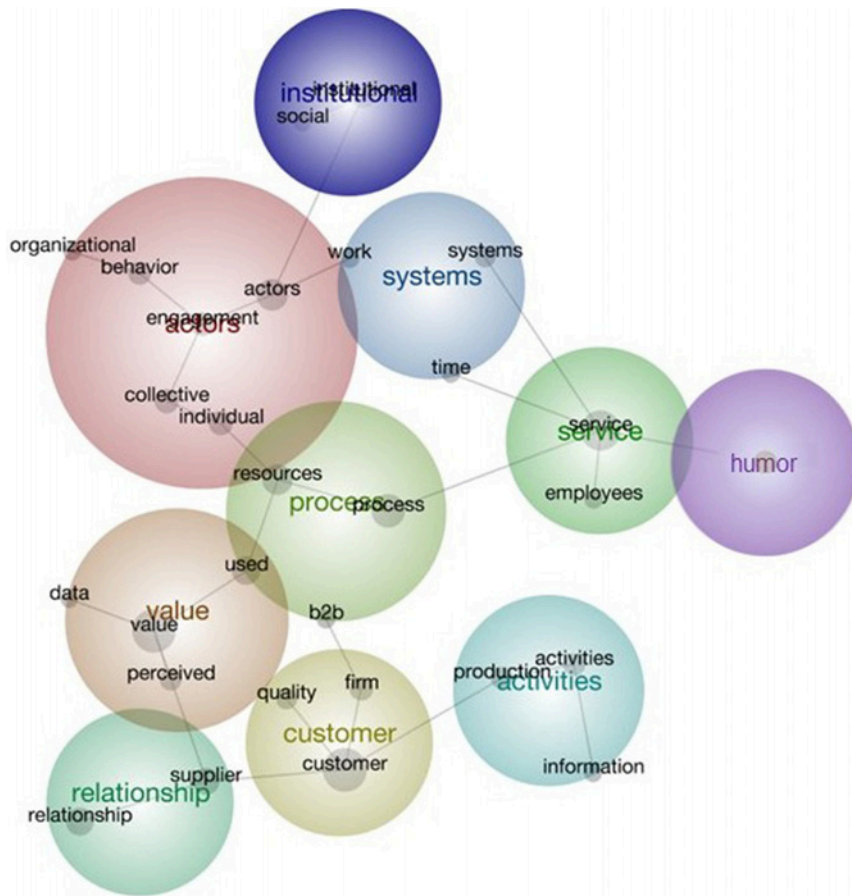 institutional
institutional
social
organizational
behavior
work
systems
systems
actors
engagement
actors
time
collective
individual
service
service
humor
resources
process
process
employees
used
data
value
value
b2b
perceived
activities
production
activities
quality
firm
customer
customer
supplier
information
relationship
relationship